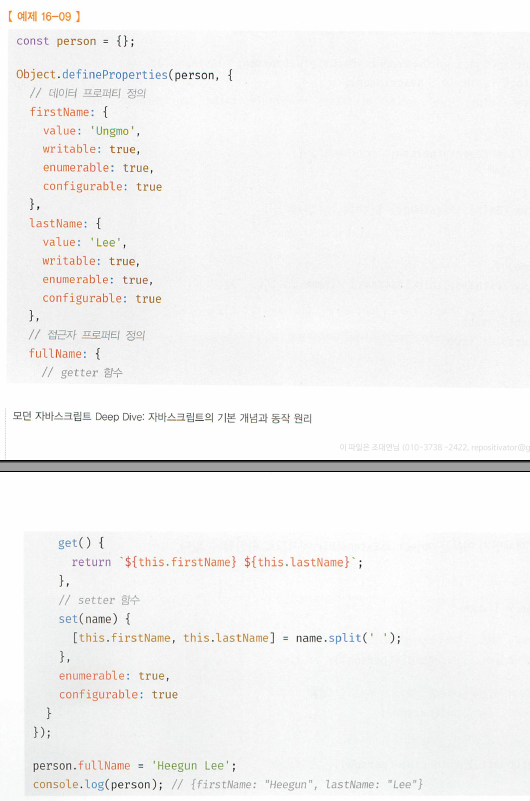 【 예제 16-09 】
const person = {};
Object.defineProperties(person, {
// 데이터 프로퍼티 정의
firstName: {
value: 'Ungmo',
writable: true,
enumerable: true,
configurable: true
},
lastName: {
value: 'Lee',
writable: true,
enumerable: true,
configurable: true
},
// 접근자 프로퍼티 정의
fullName: {
// getter 함수
모던 자바스크립트 Deep Dive: 자바스크립트의 기본 개념과 동작 원리
이 파일은 조대연님 (010-3738-2422, repositivator@g
get() {
return `${this.firstName} ${this.lastName}`;
},
// setter 함수
set(name) {
[this.firstName, this.lastName] = name.split(' ');
},
enumerable: true,
configurable: true
}
});
person.fullName = 'Heegun Lee';
console.log(person); // {firstName: "Heegun", lastName: "Lee"}